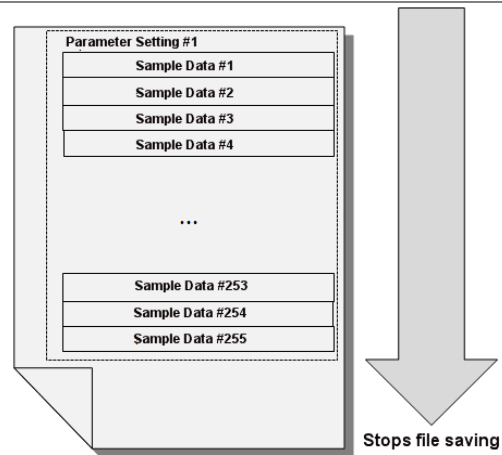 Parameter Setting #1
Sample Data #1
Sample Data #2
Sample Data #3
Sample Data #4
...
Sample Data #253
Sample Data #254
Sample Data #255
Stops file saving